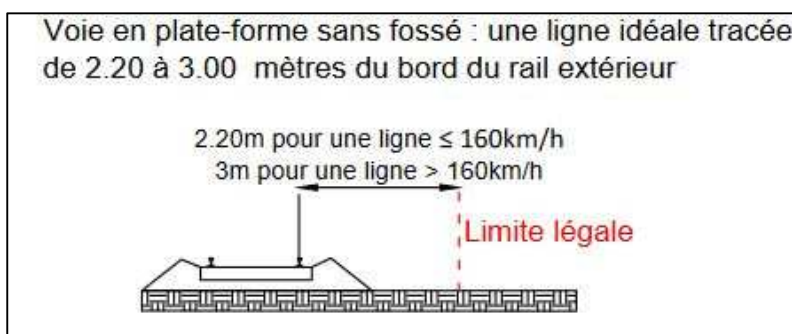 Voie en plate-forme sans fossé : une ligne idéale tracée
de 2.20 à 3.00 mètres du bord du rail extérieur
2.20m pour une ligne ≤ 160km/h
3m pour une ligne > 160km/h
Limite légale